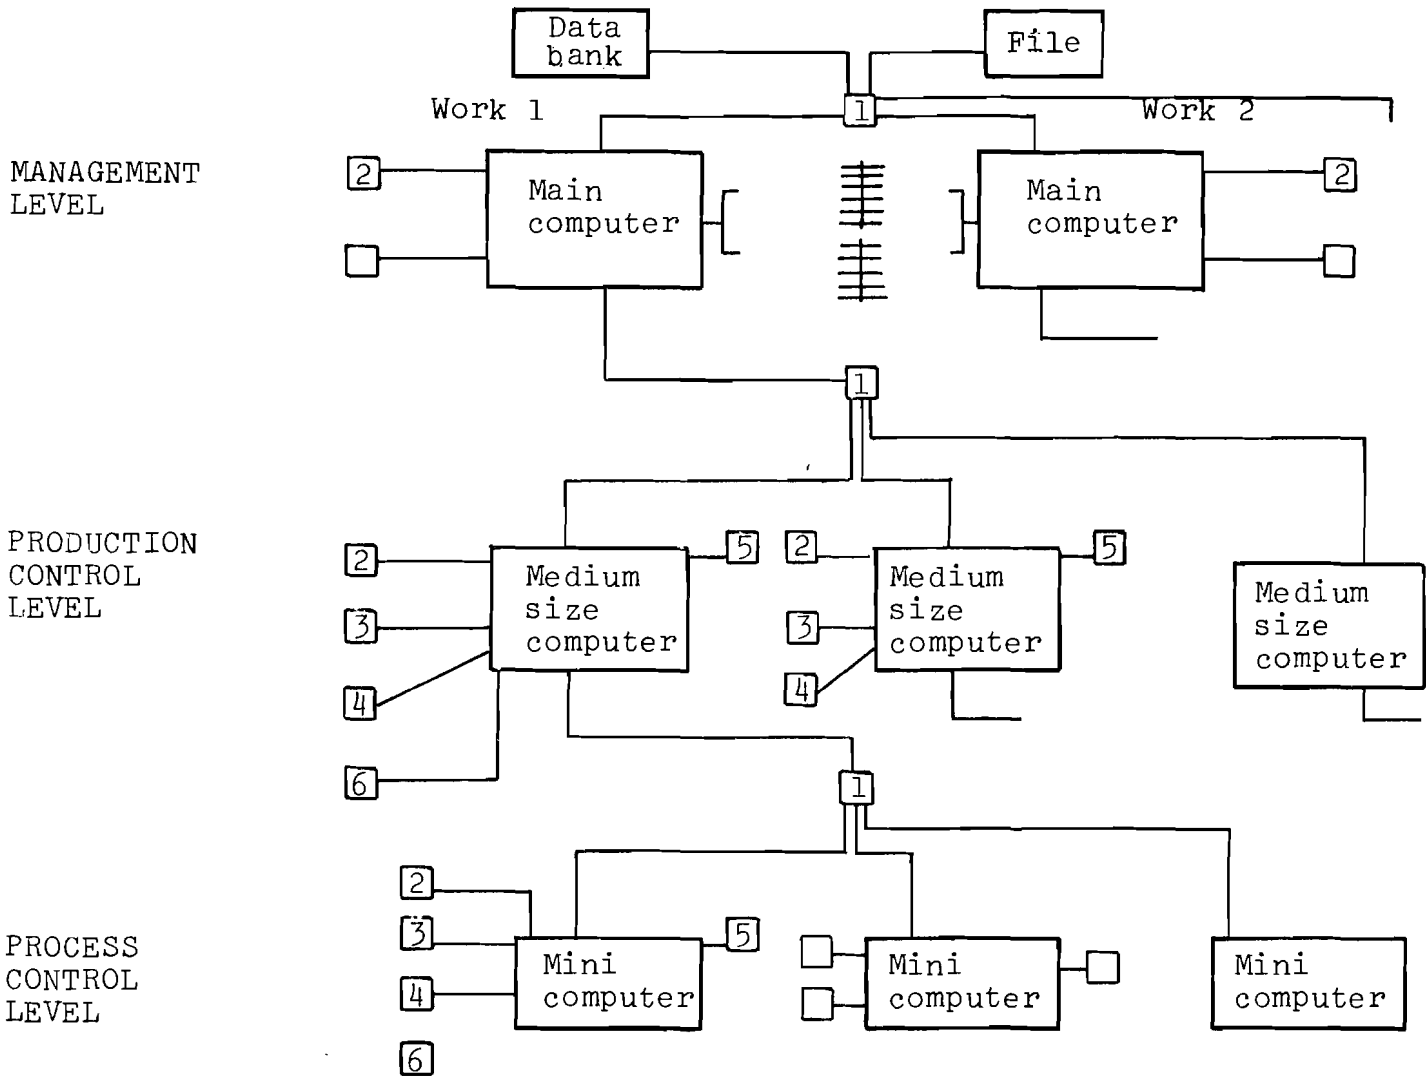 Data
bank
File
Work 1
1
Work 2
MANAGEMENT
LEVEL
2
Main
computer
Main
computer
2
1
PRODUCTION
CONTROL
LEVEL
2
3
4
6
Medium
size
computer
5
2
3
4
Medium
size
computer
5
Medium
size
computer
1
PROCESS
CONTROL
LEVEL
2
3
4
6
Mini
computer
5
Mini
computer
Mini
computer